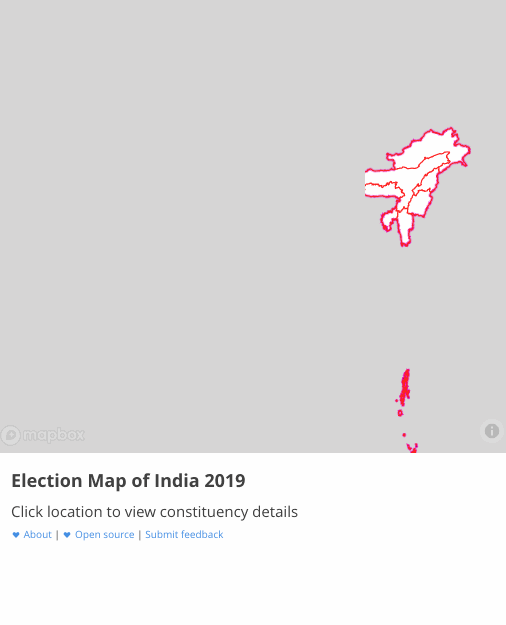 mapbox
Election Map of India 2019
Click location to view constituency details
About | Open source | Submit feedback